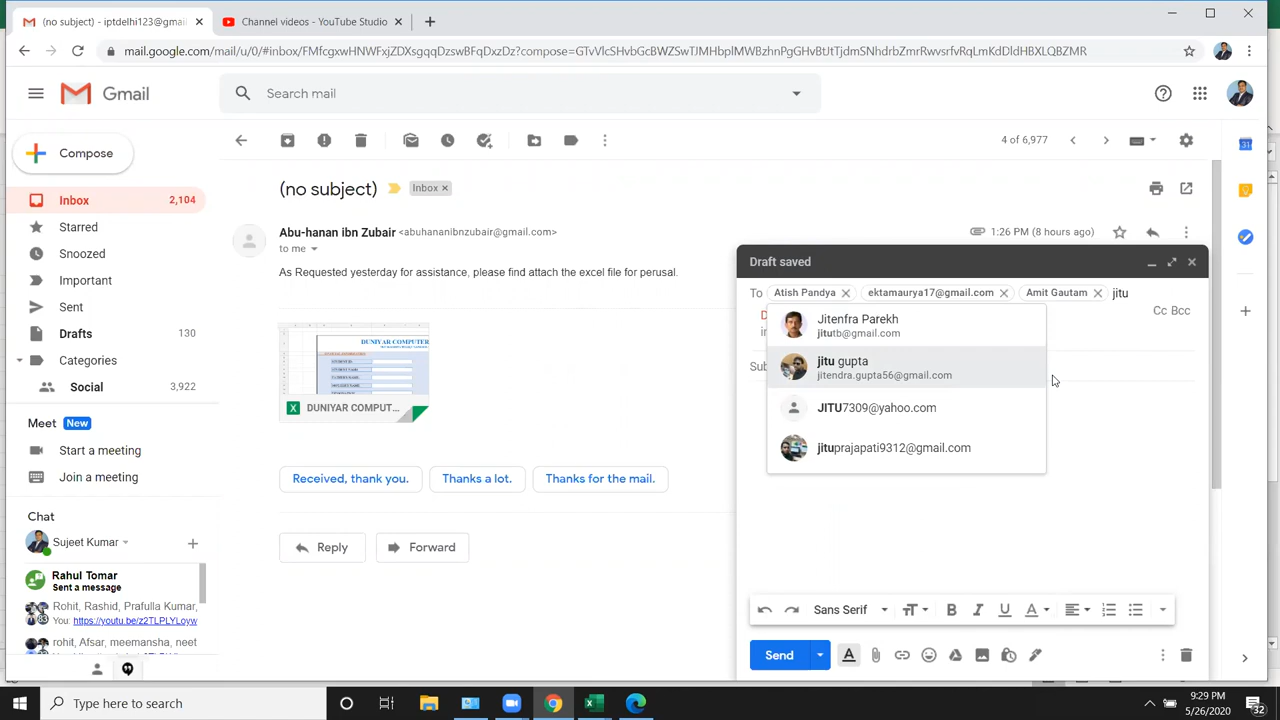 (no subject) - iptdelhi123@gmail
Channel videos - YouTube Studio
mail.google.com/mail/u/0/#inbox/FMfcgxwHNWFxjZDXsgqqDzswBFqDxzDz?compose=GTvVlcSHvbGcBWZSwTJMHbplMWBzhnPgGHvBtJtTjdmSNhdrbZmrRwvsrfvRqLmKdDldHBXLQBZMR
Gmail
Search mail
Compose
4 of 6,977
Inbox 2,104
Starred
Snoozed
Important
Sent
Drafts 130
Categories
Social 3,922
Meet New
Start a meeting
Join a meeting
Chat
Sujeet Kumar
Rahul Tomar
Sent a message
Rohit, Rashid, Prafulla Kumar,
You: https://youtu.be/z2TLPLYLoyw
rohit, Afsar, meemansha, neet
(no subject) Inbox
Abu-hanan ibn Zubair <abuhananibnzubair@gmail.com>
1:26 PM (8 hours ago)
to me
As Requested yesterday for assistance, please find attach the excel file for perusal.
DUNIYAR COMPUT
DUNIYAR COMPUT...
Received, thank you.
Thanks a lot.
Thanks for the mail.
Reply
Forward
Draft saved
To Atish Pandya ektamaurya17@gmail.com Amit Gautam jitu
Cc Bcc
Jitenfra Parekh
jitutb@gmail.com
Sub
jitu gupta
jitendra.gupta56@gmail.com
JITU7309@yahoo.com
jituprajapati9312@gmail.com
Sans Serif
Send
Type here to search
9:29 PM
5/26/2020
32